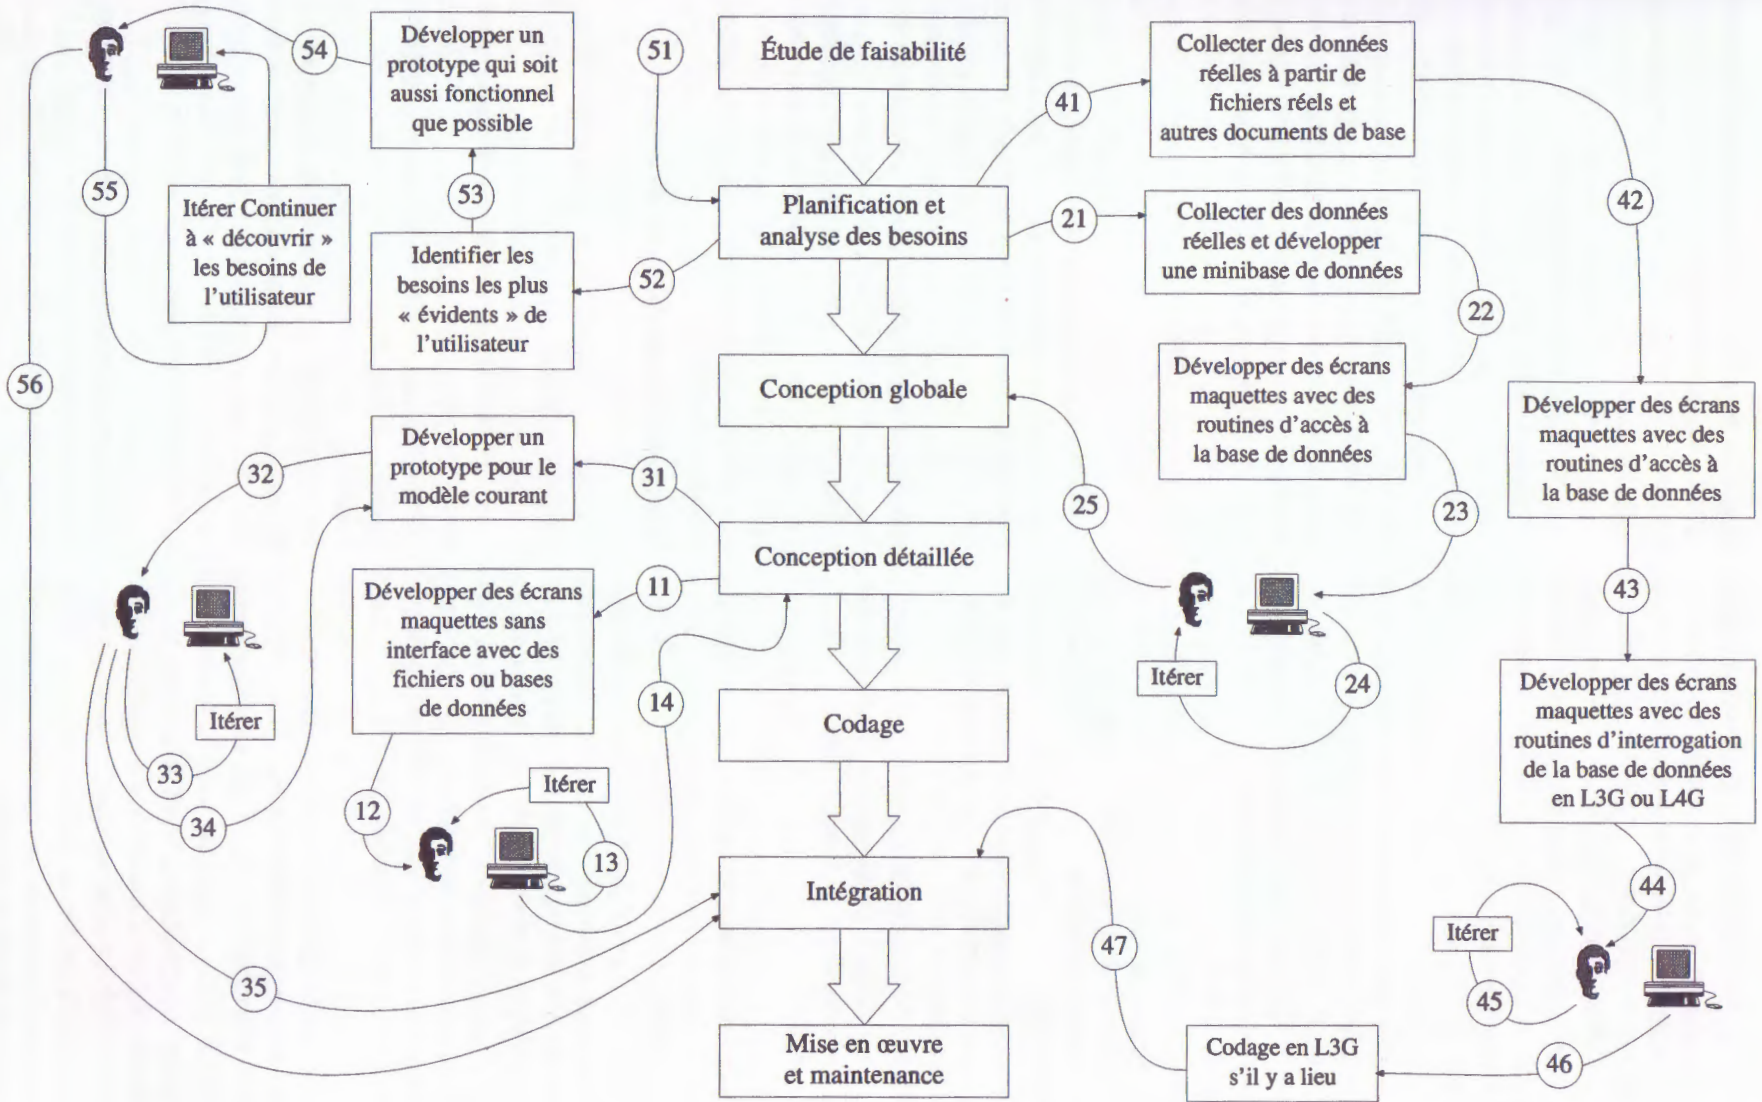 54
Développer un
prototype qui soit
aussi fonctionnel
que possible
51
Étude de faisabilité
41
Collecter des données
réelles à partir de
fichiers réels et
autres documents de base
55
Itérer Continuer
à « découvrir »
les besoins de
l'utilisateur
53
Identifier les
besoins les plus
« évidents » de
l'utilisateur
52
Planification et
analyse des besoins
21
Collecter des données
réelles et développer
une minibase de données
42
22
56
Conception globale
Développer des écrans
maquettes avec des
routines d'accès à
la base de données
Développer des écrans
maquettes avec des
routines d'accès à
la base de données
32
Développer un
prototype pour le
modèle courant
31
25
23
Conception détaillée
11
Développer des écrans
maquettes sans
interface avec des
fichiers ou bases
de données
43
Itérer
33
34
14
Codage
Itérer
24
Développer des écrans
maquettes avec des
routines d'interrogation
de la base de données
en L3G ou L4G
12
Itérer
13
Intégration
44
Itérer
45
35
47
Mise en œuvre
et maintenance
Codage en L3G
s'il y a lieu
46